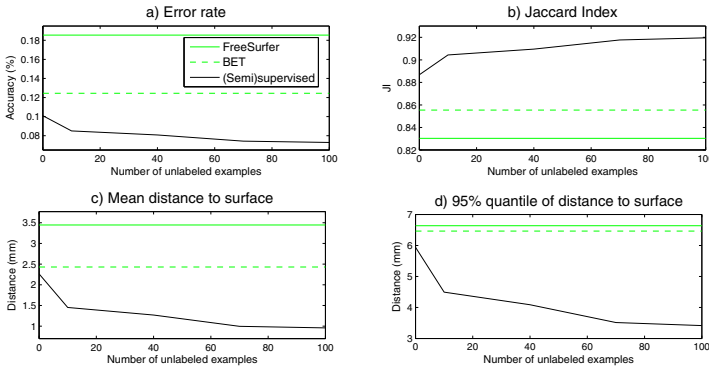 a) Error rate
0.18
0.16
0.14
0.12
0.1
0.08
Accuracy (%)
FreeSurfer
BET
(Semi)supervised
0 20 40 60 80 100
Number of unlabeled examples
b) Jaccard Index
0.92
0.9
0.88
0.86
0.84
0.82
JI
0 20 40 60 80 100
Number of unlabeled examples
c) Mean distance to surface
3.5
3
2.5
2
1.5
1
Distance (mm)
0 20 40 60 80 100
Number of unlabeled examples
d) 95% quantile of distance to surface
7
6
5
4
3
Distance (mm)
0 20 40 60 80 100
Number of unlabeled examples